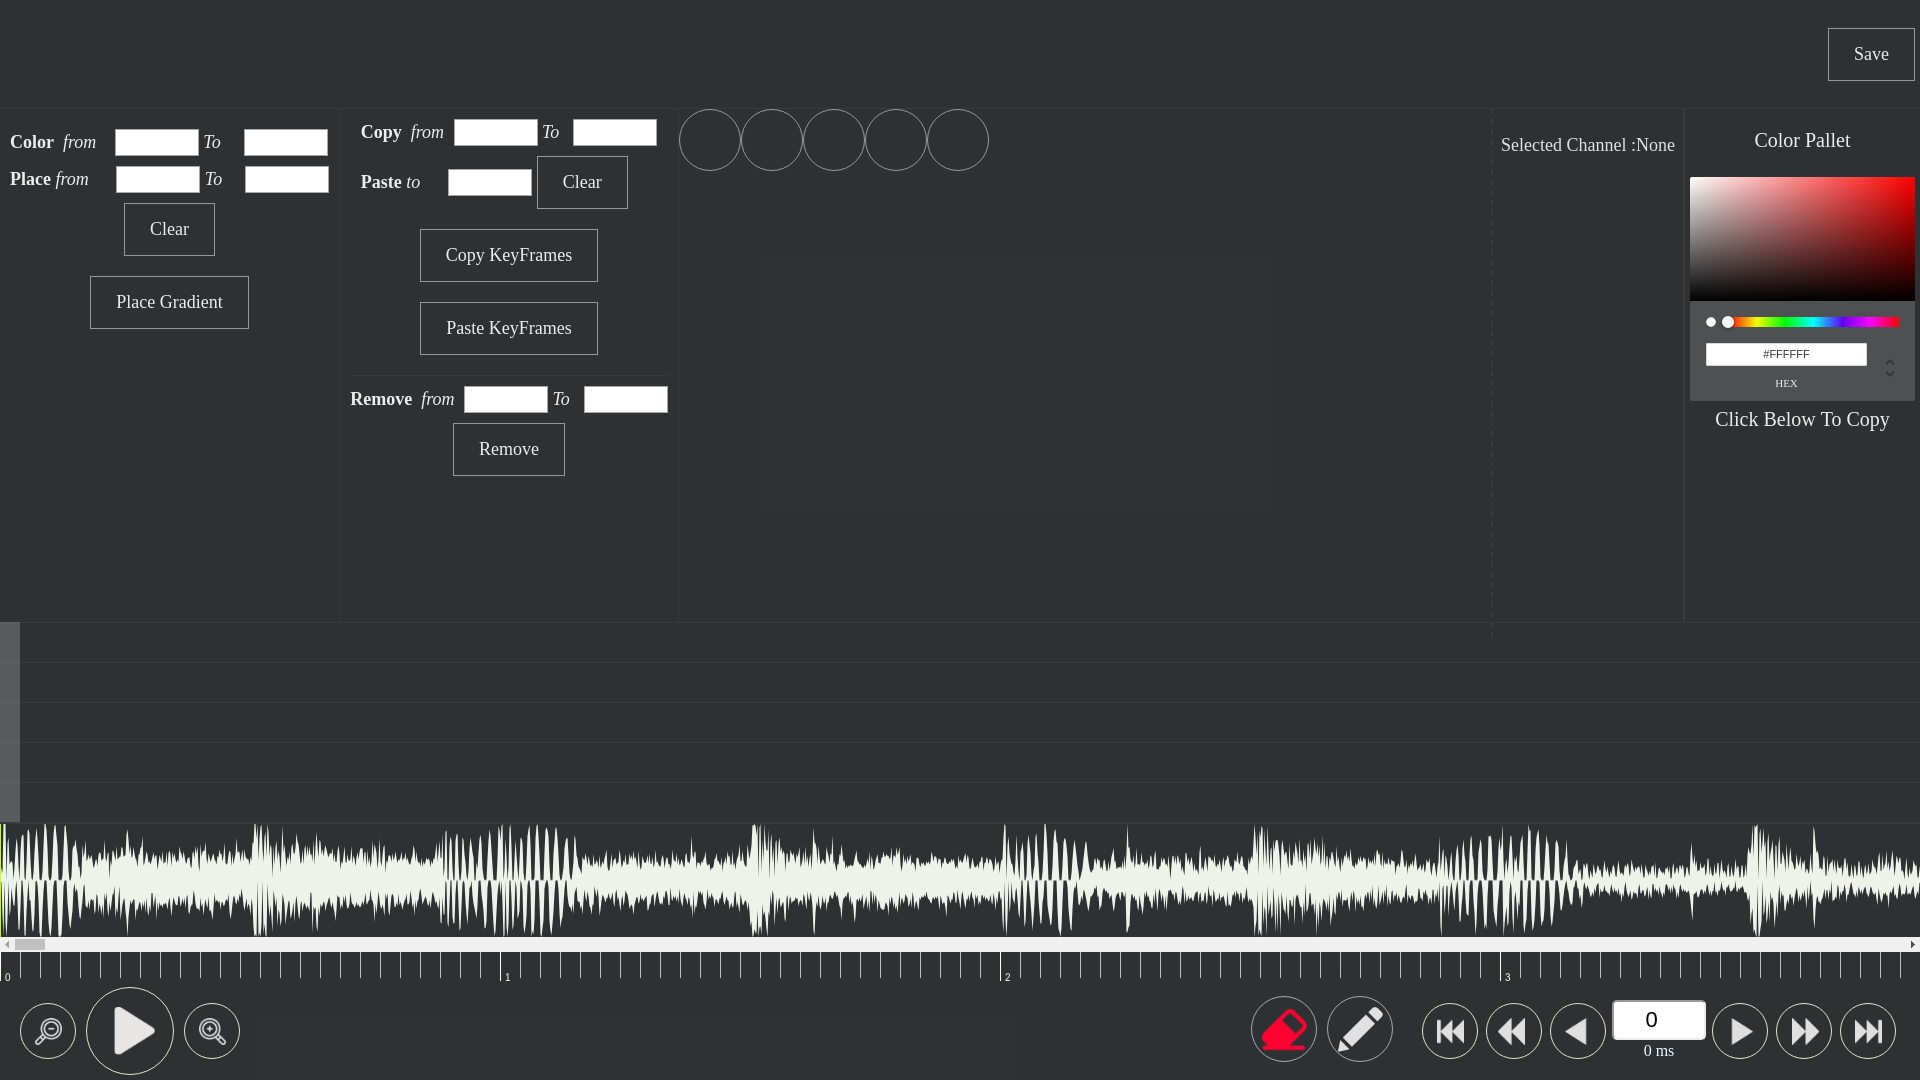 Save
Color from To
Place from To
Clear
Place Gradient
Copy from To
Paste to Clear
Copy KeyFrames
Paste KeyFrames
Remove from To
Remove
Selected Channel :None
Color Pallet
#FFFFFF
HEX
Click Below To Copy
0 1 2 3
0
0 ms